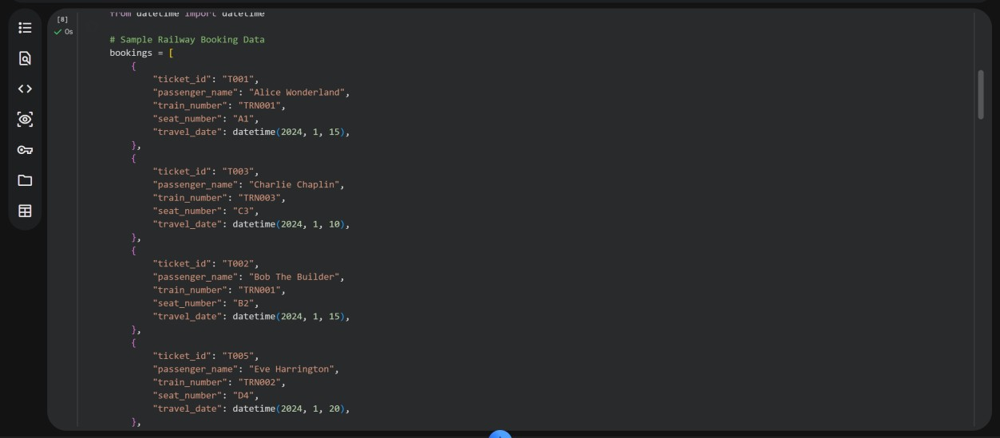 [8]
0s
from datetime import datetime
# Sample Railway Booking Data
bookings = [
{
"ticket_id": "T001",
"passenger_name": "Alice Wonderland",
"train_number": "TRN001",
"seat_number": "A1",
"travel_date": datetime(2024, 1, 15),
},
{
"ticket_id": "T003",
"passenger_name": "Charlie Chaplin",
"train_number": "TRN003",
"seat_number": "C3",
"travel_date": datetime(2024, 1, 10),
},
{
"ticket_id": "T002",
"passenger_name": "Bob The Builder",
"train_number": "TRN001",
"seat_number": "B2",
"travel_date": datetime(2024, 1, 15),
},
{
"ticket_id": "T005",
"passenger_name": "Eve Harrington",
"train_number": "TRN002",
"seat_number": "D4",
"travel_date": datetime(2024, 1, 20),
},